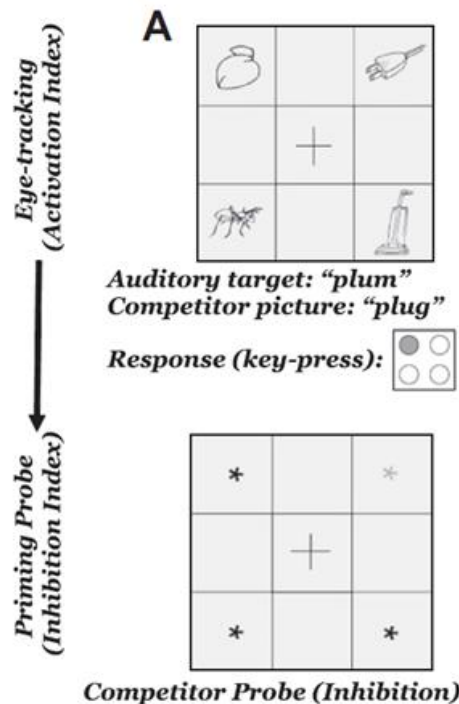 A
Eye-tracking
(Activation Index)
Auditory target: “plum”
Competitor picture: “plug”
Response (key-press):
Priming Probe
(Inhibition Index)
* *
* *
Competitor Probe (Inhibition)